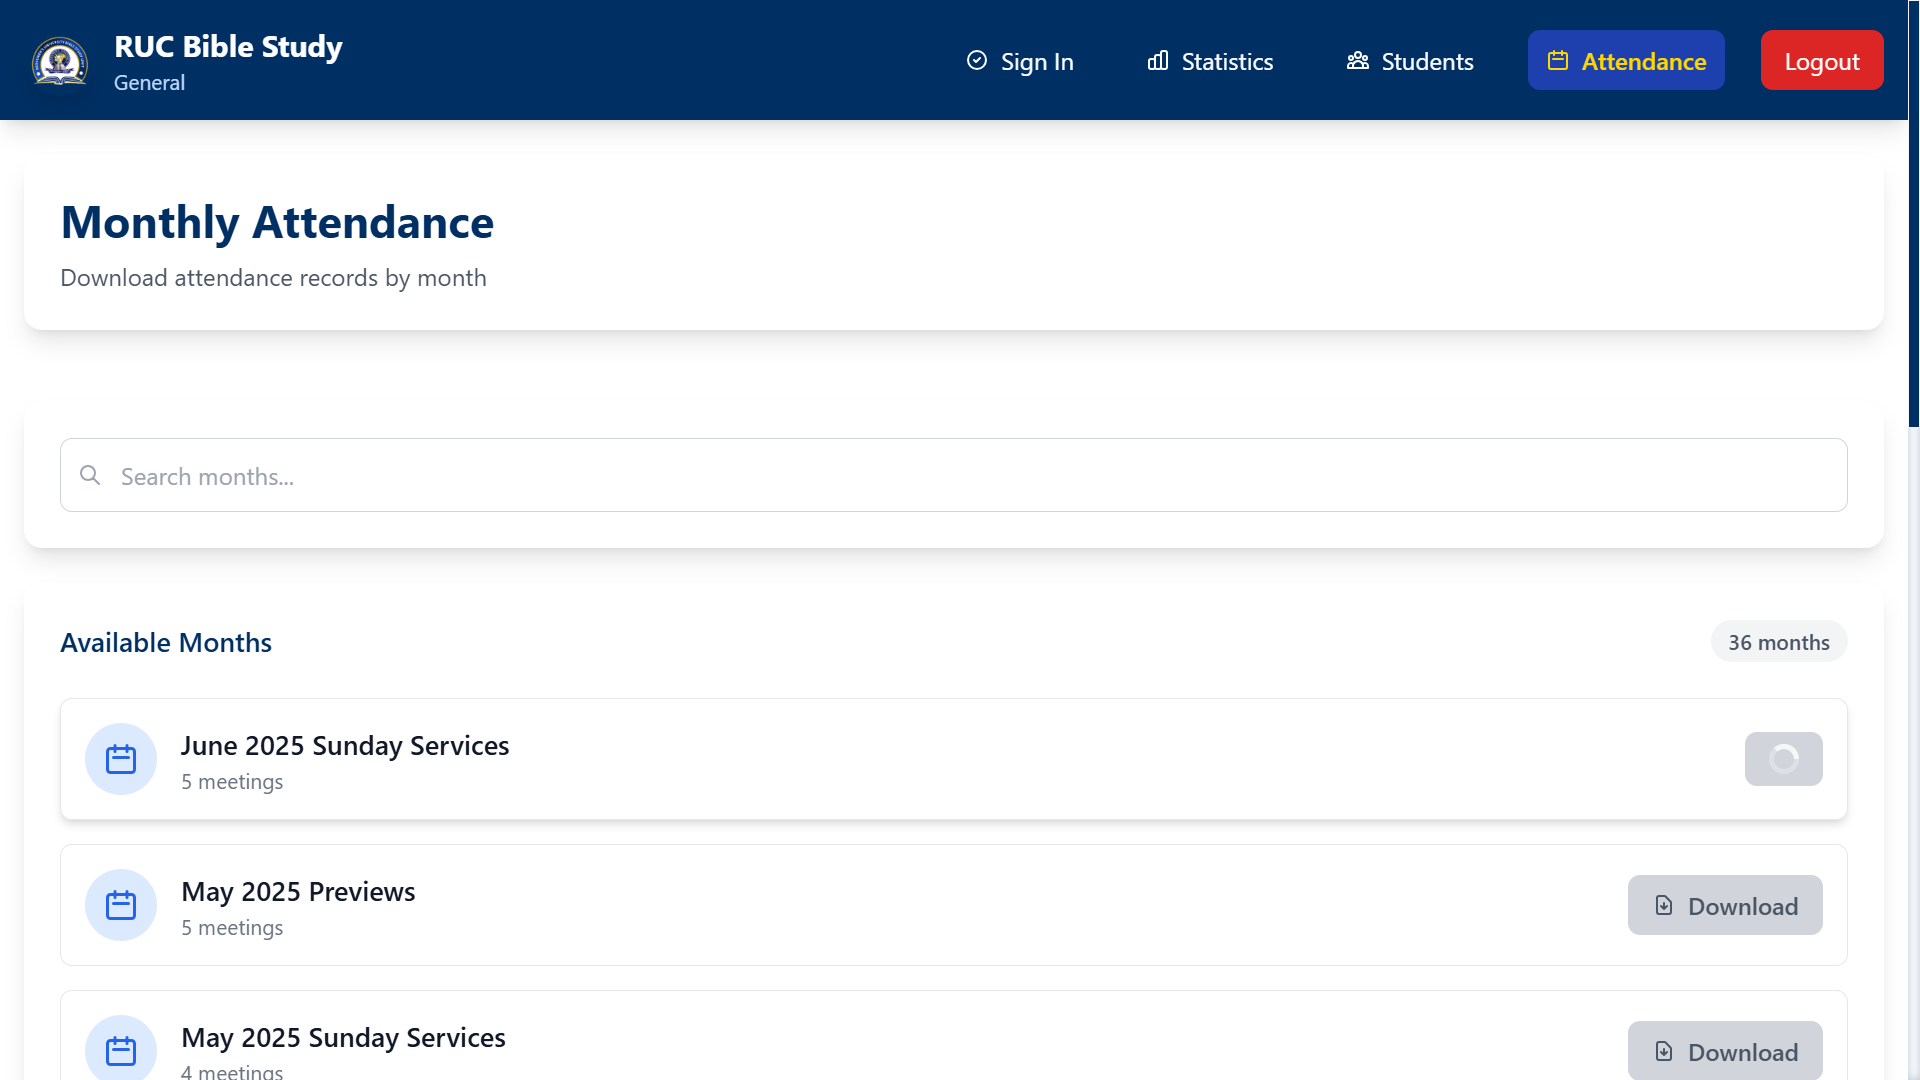 RUC Bible Study
General
Sign In
Statistics
Students
Attendance
Logout
Monthly Attendance
Download attendance records by month
Search months...
Available Months
36 months
June 2025 Sunday Services
5 meetings
May 2025 Previews
5 meetings
Download
May 2025 Sunday Services
4 meetings
Download